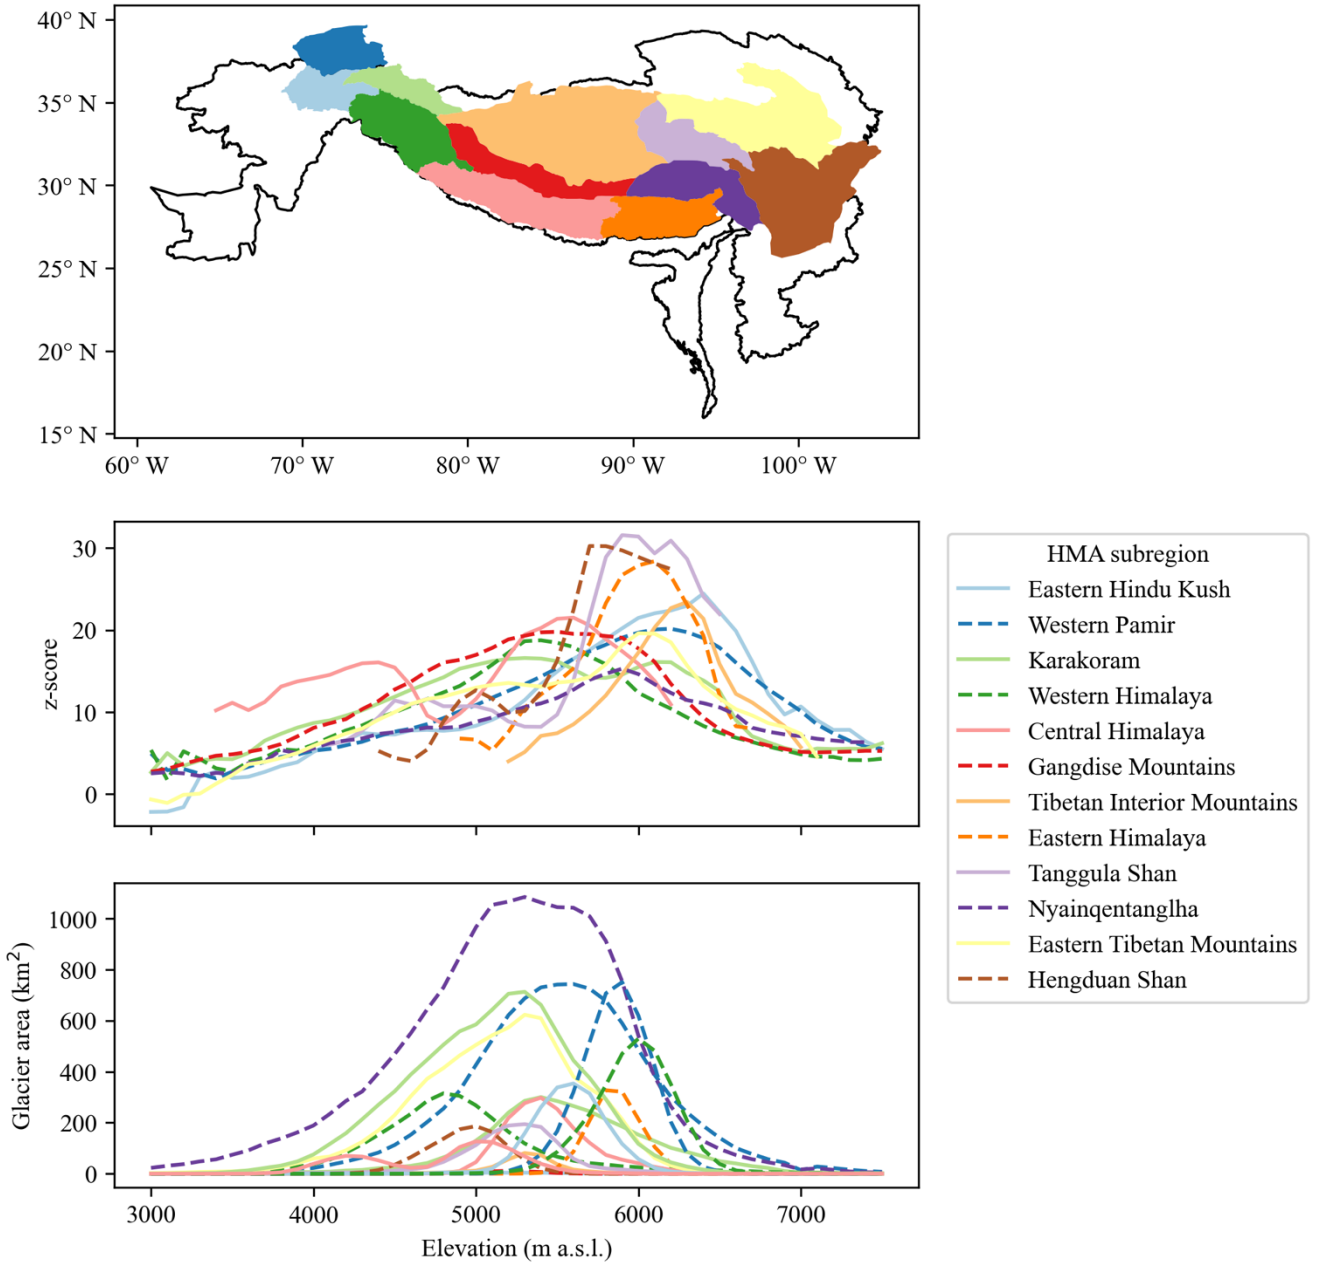 40° N
35° N
30° N
25° N
20° N
15° N
60° W
70° W
80° W
90° W
100° W
30
20
10
0
z-score
HMA subregion
Eastern Hindu Kush
Western Pamir
Karakoram
Western Himalaya
Central Himalaya
Gangdise Mountains
Tibetan Interior Mountains
Eastern Himalaya
Tanggula Shan
Nyainqentanglha
Eastern Tibetan Mountains
Hengduan Shan
1000
800
600
400
200
0
Glacier area (km²)
3000
4000
5000
6000
7000
Elevation (m a.s.l.)